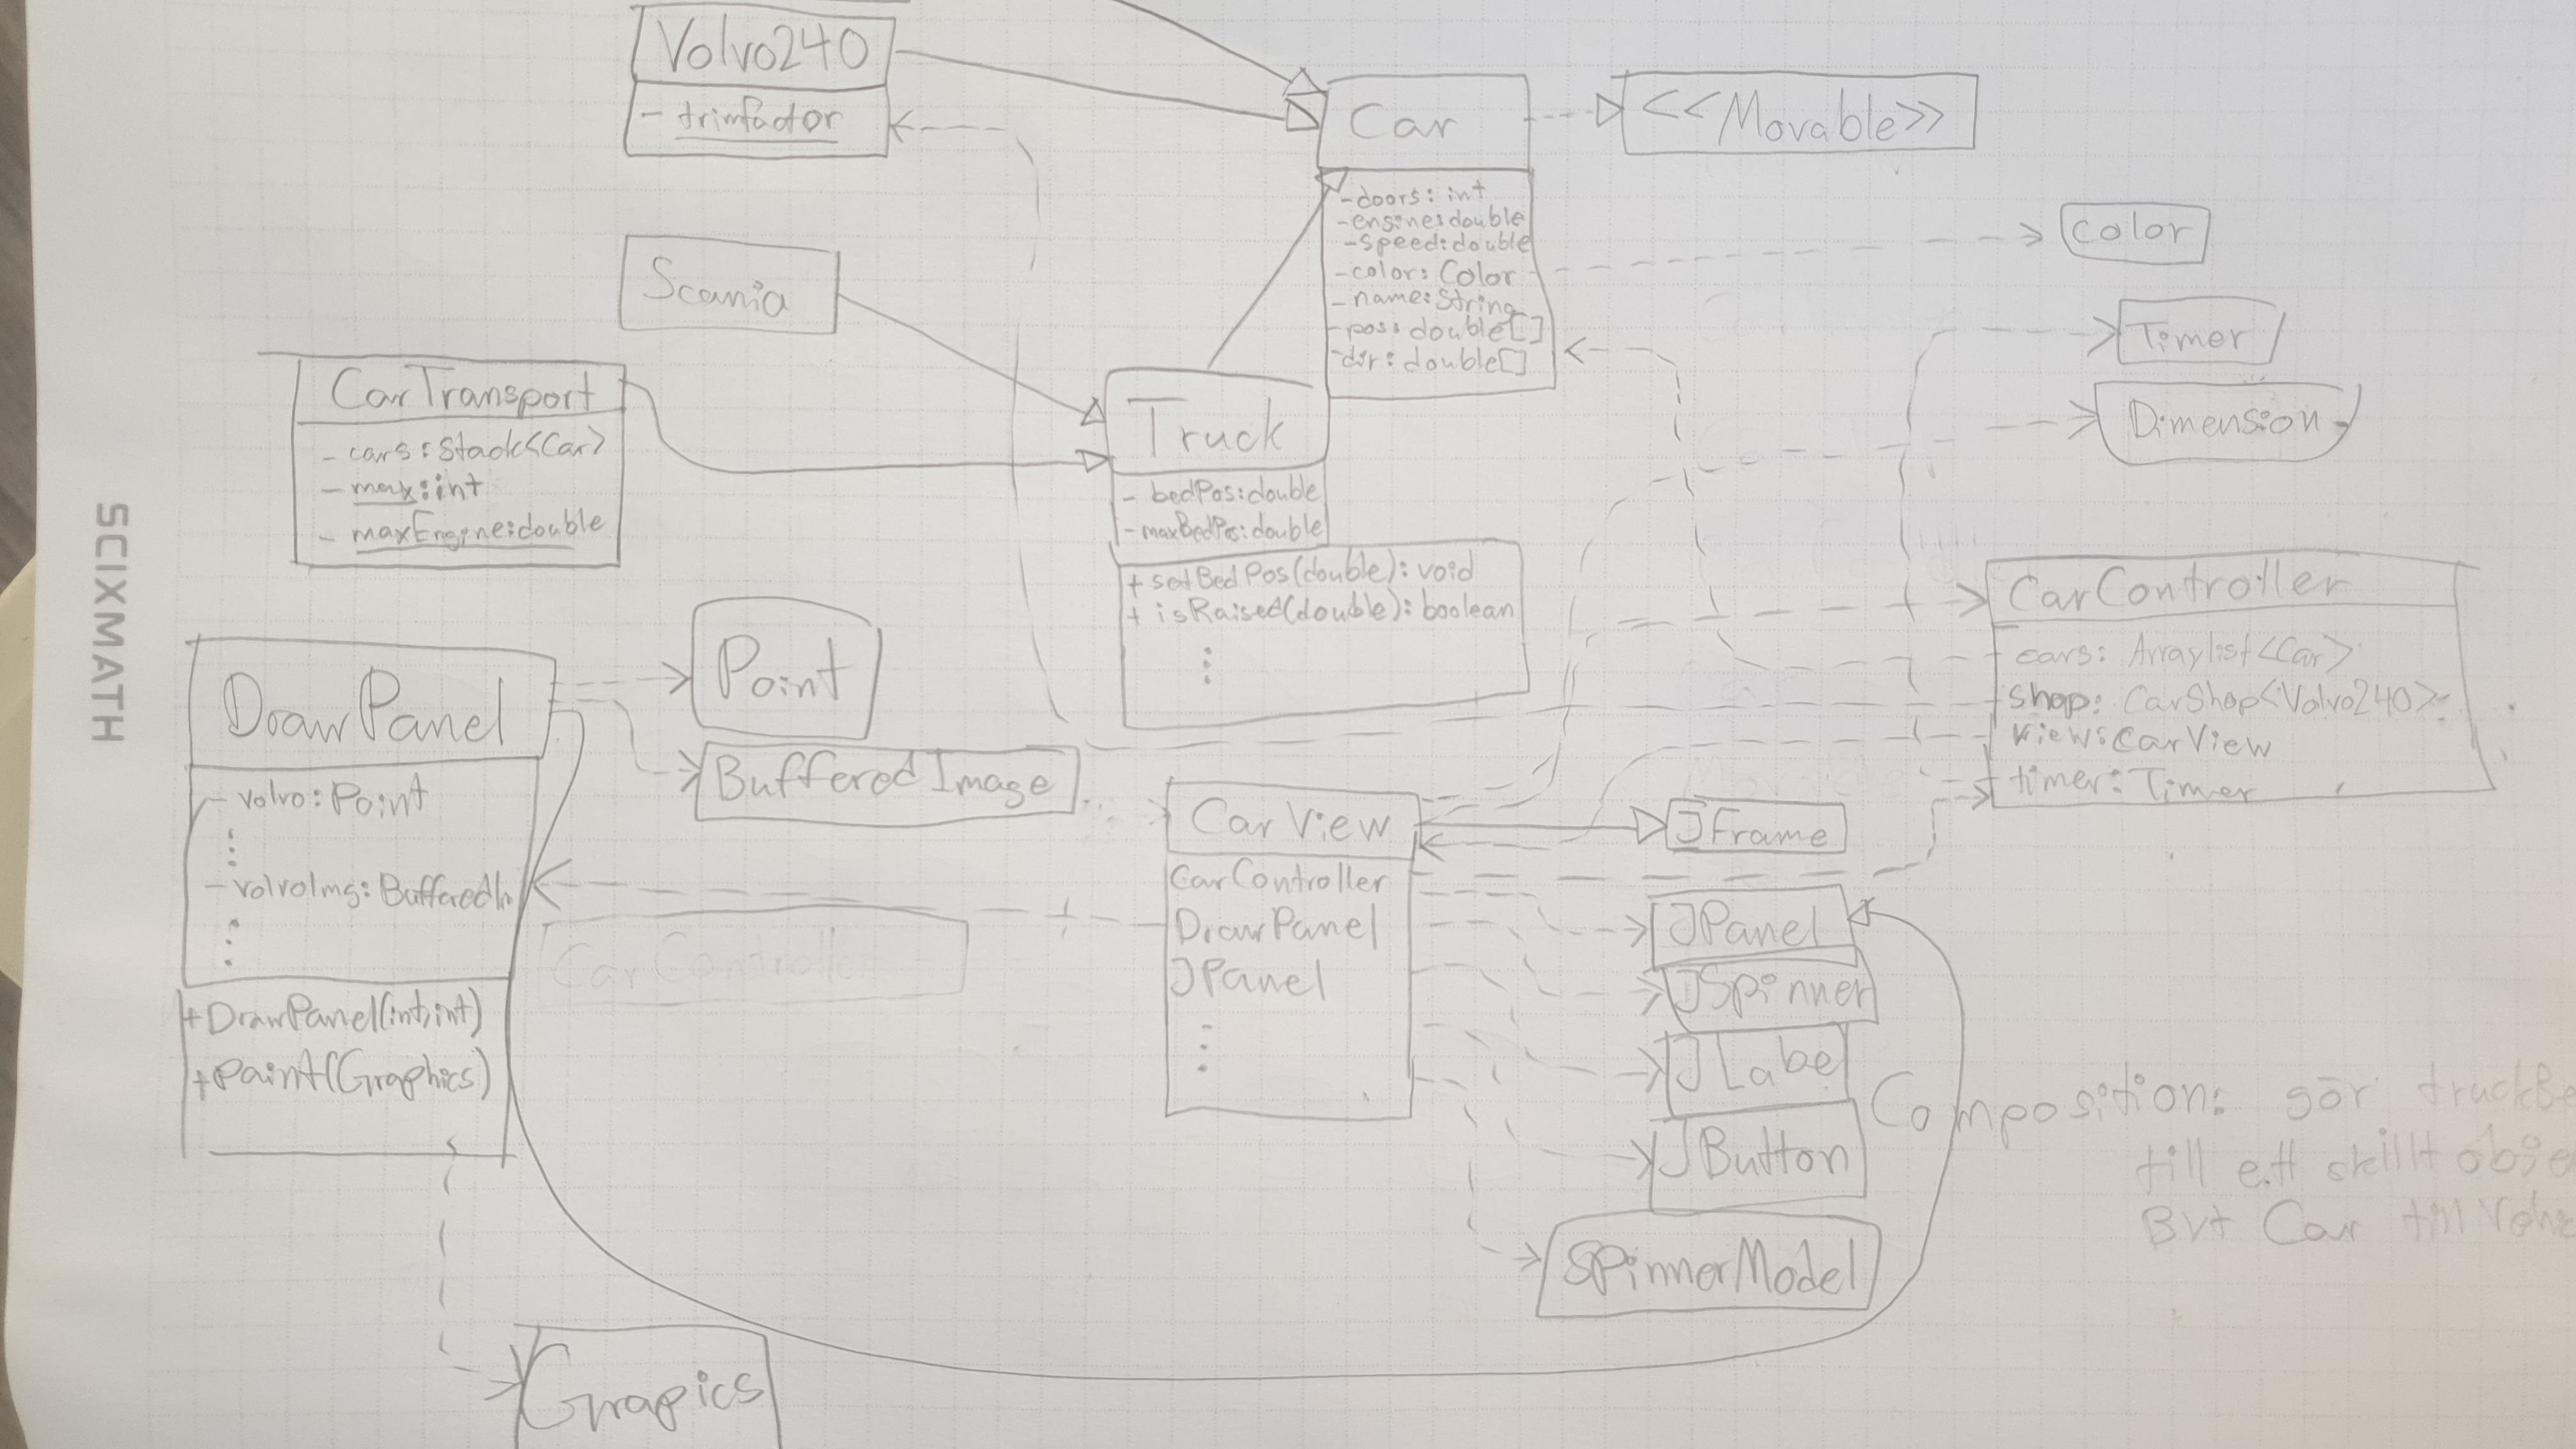 SCIXMATH
Volvo240
- trimfactor
Car
- doors: int
- engine: double
- speed: double
- color: Color
- name: String
- pos: double[]
- dir: double[]
<<Movable>>
Color
Scania
CarTransport
- cars: Stack<Car>
- max: int
- maxEngine: double
Truck
- bedPos: double
- maxBedPos: double
+ setBedPos(double): void
+ isRaised(double): boolean
⋮
Timer
Dimension
DrawPanel
- volvo: Point
⋮
- volvoImg: BufferedIm
⋮
+DrawPanel(int,int)
+Paint(Graphics)
Point
BufferedImage
CarController
CarView
CarController
DrawPanel
JPanel
⋮
JFrame
JPanel
JSpinner
JLabel
JButton
SpinnerModel
CarController
cars: Arraylist<Car>
shop: CarShop<Volvo240>
view: CarView
timer: Timer
Grapics
Composition: gör truckBe
till ett skillt obje
Byt Car till Volvo